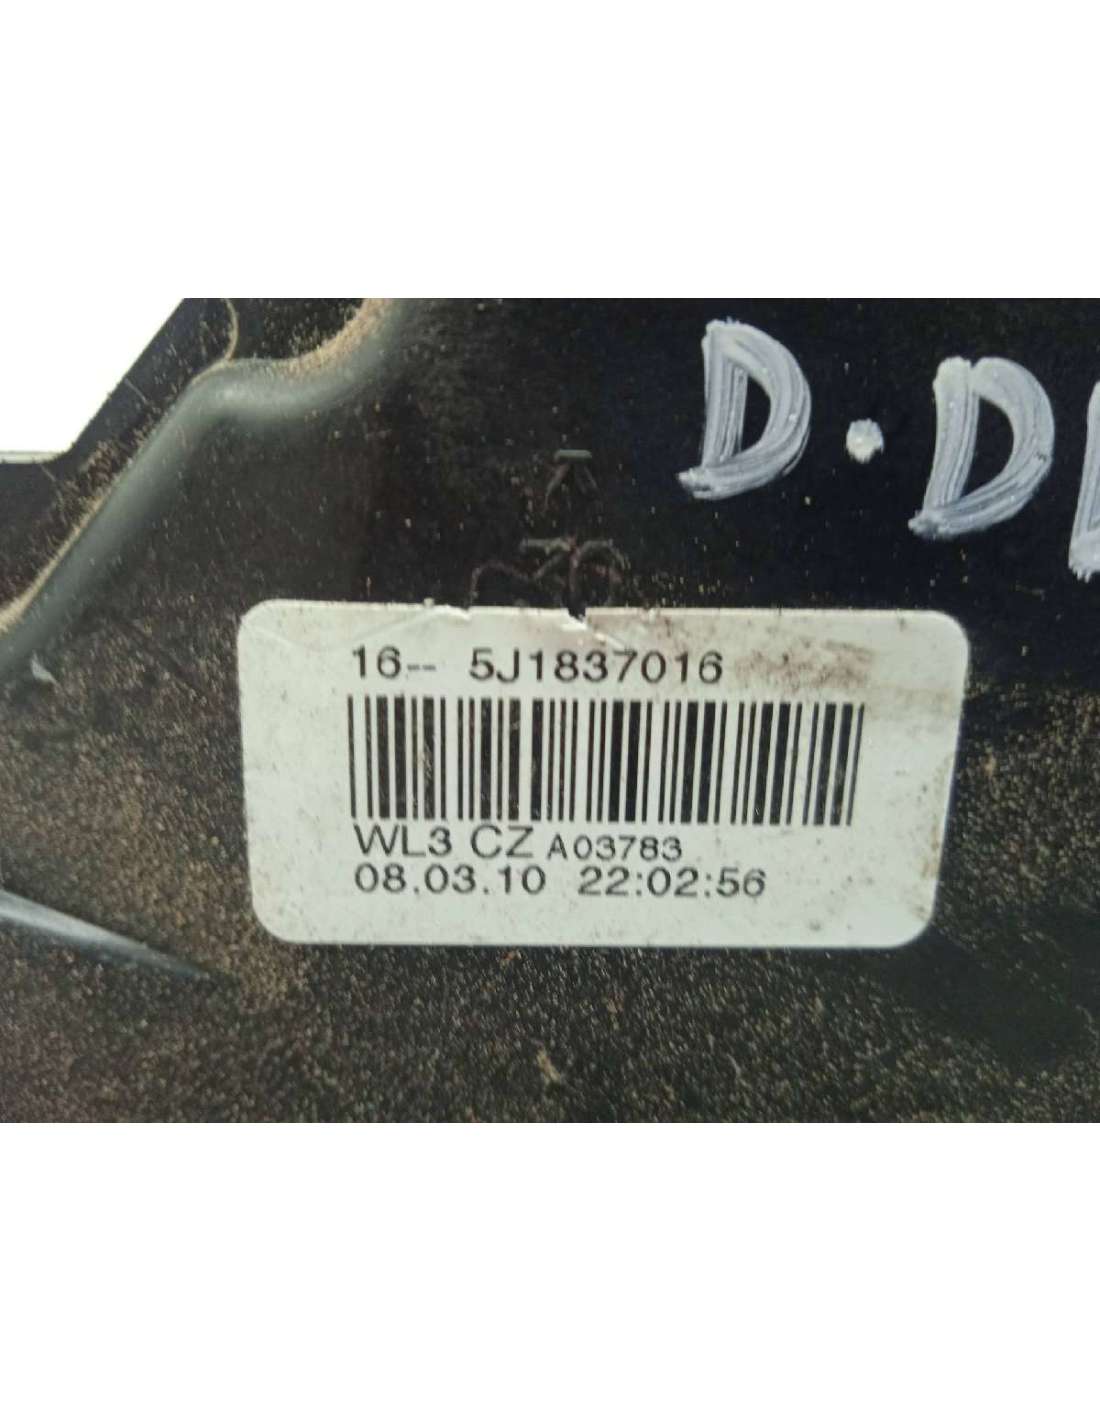 D.D
16-- 5J1837016
WL3 CZ A03783
08.03.10 22:02:56